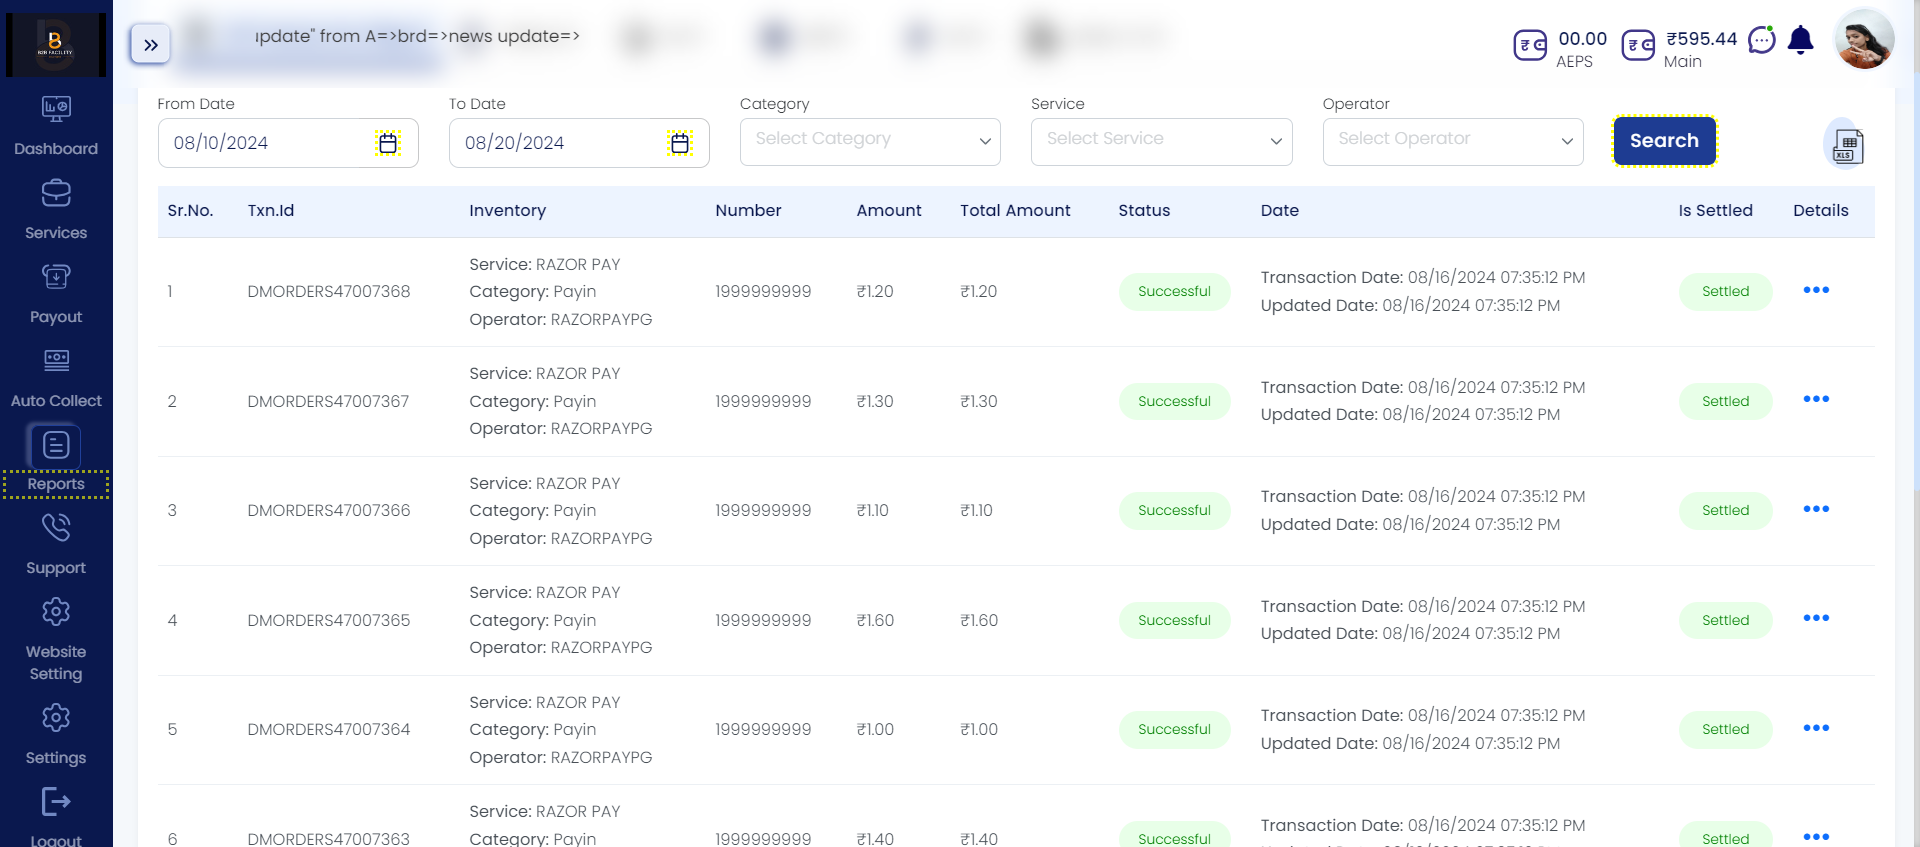 B2B FACILITY
update" from A=>brd=>news update=>
00.00
AEPS
₹595.44
Main
Dashboard
Services
Payout
Auto Collect
Reports
Support
Website
Setting
Settings
Logout
From Date
To Date
Category
Service
Operator
08/10/2024
08/20/2024
Select Category
Select Service
Select Operator
Search
XLS
Sr.No. Txn.Id Inventory Number Amount Total Amount Status Date Is Settled Details
Service: RAZOR PAY
1 DMORDERS47007368 Category: Payin 1999999999 ₹1.20 ₹1.20 Successful Transaction Date: 08/16/2024 07:35:12 PM Settled
Operator: RAZORPAYPG Updated Date: 08/16/2024 07:35:12 PM
Service: RAZOR PAY
2 DMORDERS47007367 Category: Payin 1999999999 ₹1.30 ₹1.30 Successful Transaction Date: 08/16/2024 07:35:12 PM Settled
Operator: RAZORPAYPG Updated Date: 08/16/2024 07:35:12 PM
Service: RAZOR PAY
3 DMORDERS47007366 Category: Payin 1999999999 ₹1.10 ₹1.10 Successful Transaction Date: 08/16/2024 07:35:12 PM Settled
Operator: RAZORPAYPG Updated Date: 08/16/2024 07:35:12 PM
Service: RAZOR PAY
4 DMORDERS47007365 Category: Payin 1999999999 ₹1.60 ₹1.60 Successful Transaction Date: 08/16/2024 07:35:12 PM Settled
Operator: RAZORPAYPG Updated Date: 08/16/2024 07:35:12 PM
Service: RAZOR PAY
5 DMORDERS47007364 Category: Payin 1999999999 ₹1.00 ₹1.00 Successful Transaction Date: 08/16/2024 07:35:12 PM Settled
Operator: RAZORPAYPG Updated Date: 08/16/2024 07:35:12 PM
Service: RAZOR PAY
6 DMORDERS47007363 Category: Payin 1999999999 ₹1.40 ₹1.40 Successful Transaction Date: 08/16/2024 07:35:12 PM Settled